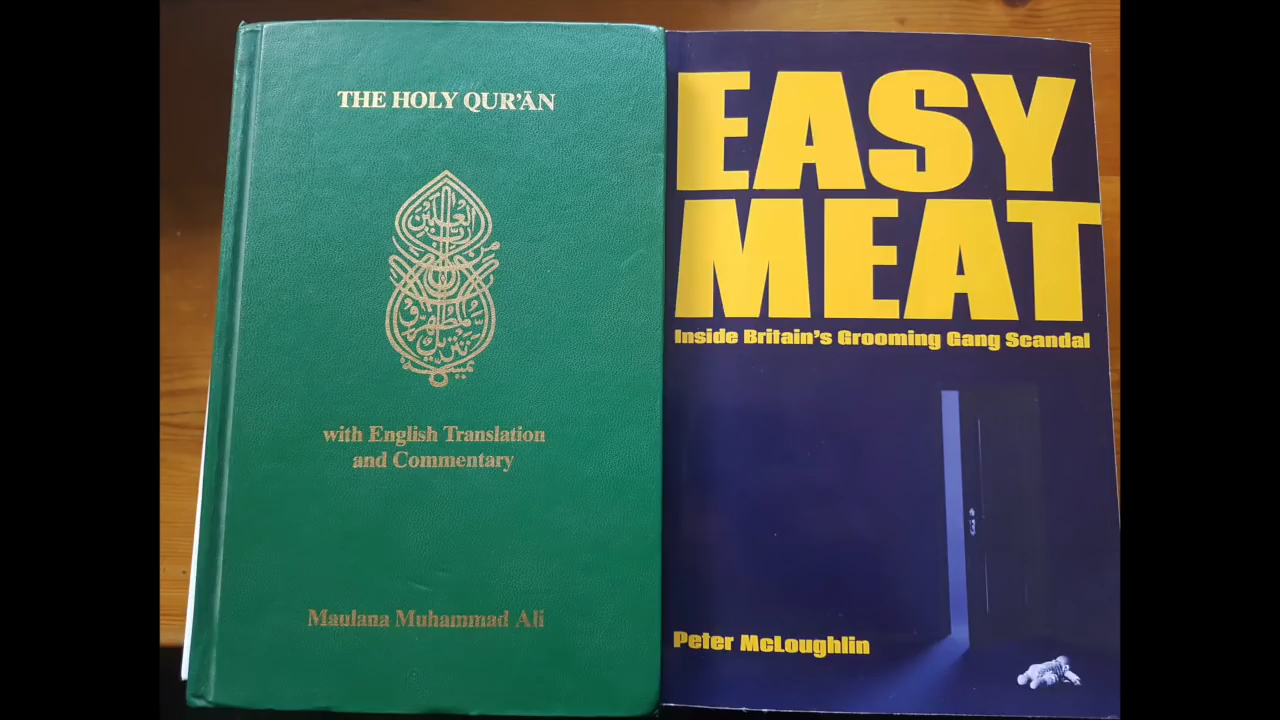 THE HOLY QUR'ĀN
with English Translation
and Commentary
Maulana Muhammad Ali
EASY
MEAT
Inside Britain's Grooming Gang Scandal
Peter McLoughlin